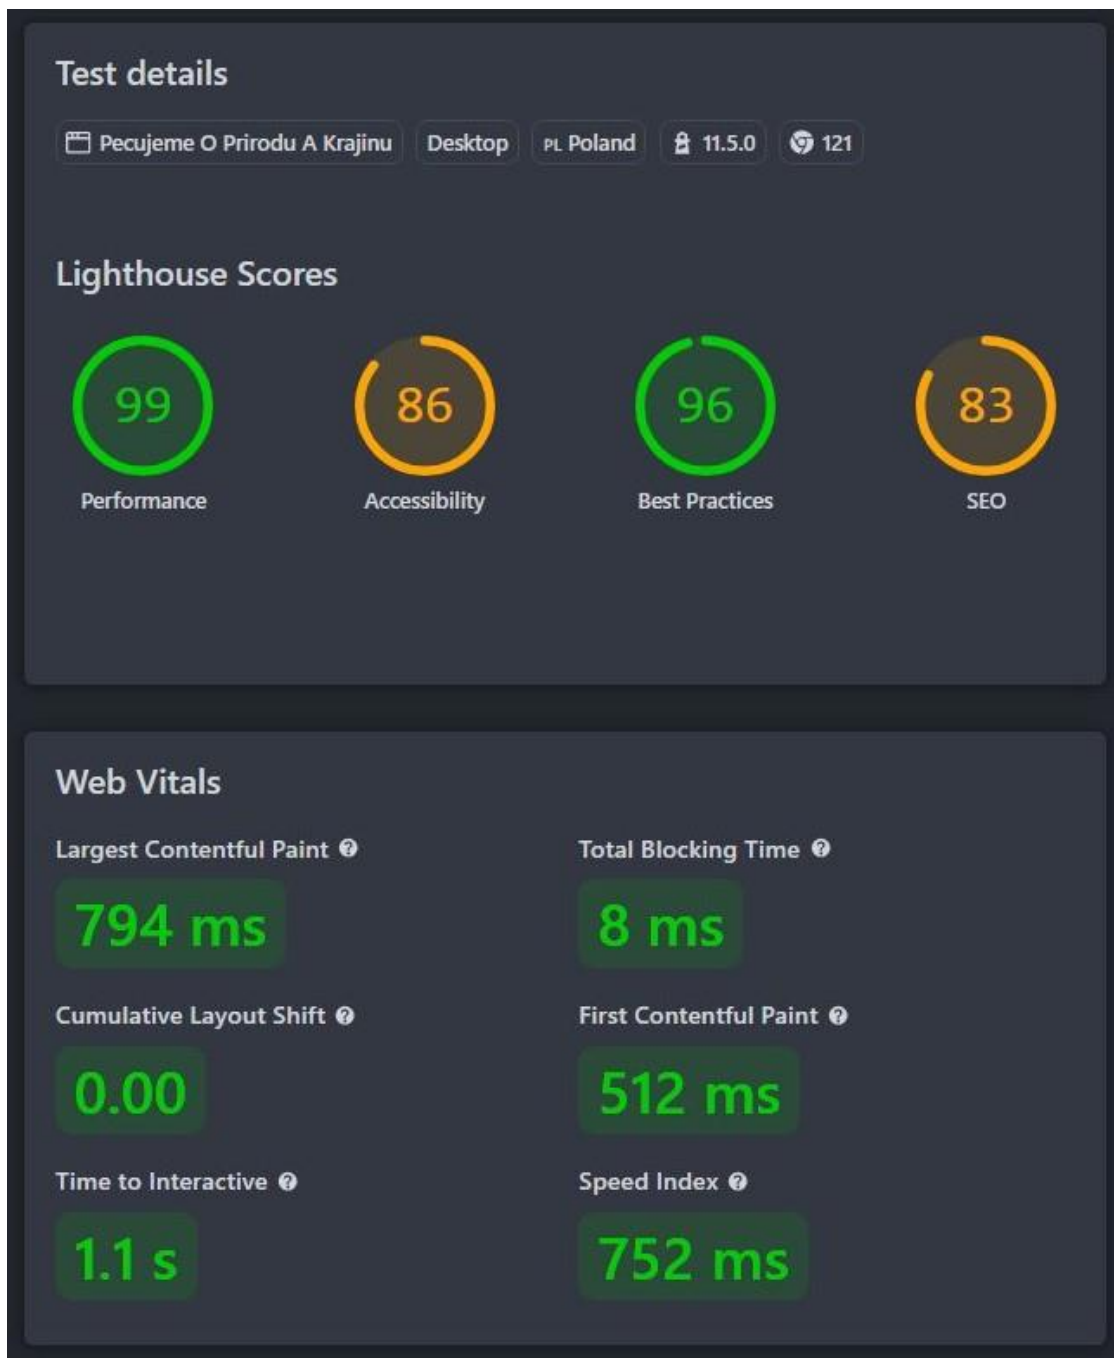 Test details
Pecujeme O Prirodu A Krajinu Desktop PL Poland 11.5.0 121
Lighthouse Scores
99 86 96 83
Performance Accessibility Best Practices SEO
Web Vitals
Largest Contentful Paint ? Total Blocking Time ?
794 ms 8 ms
Cumulative Layout Shift ? First Contentful Paint ?
0.00 512 ms
Time to Interactive ? Speed Index ?
1.1 s 752 ms